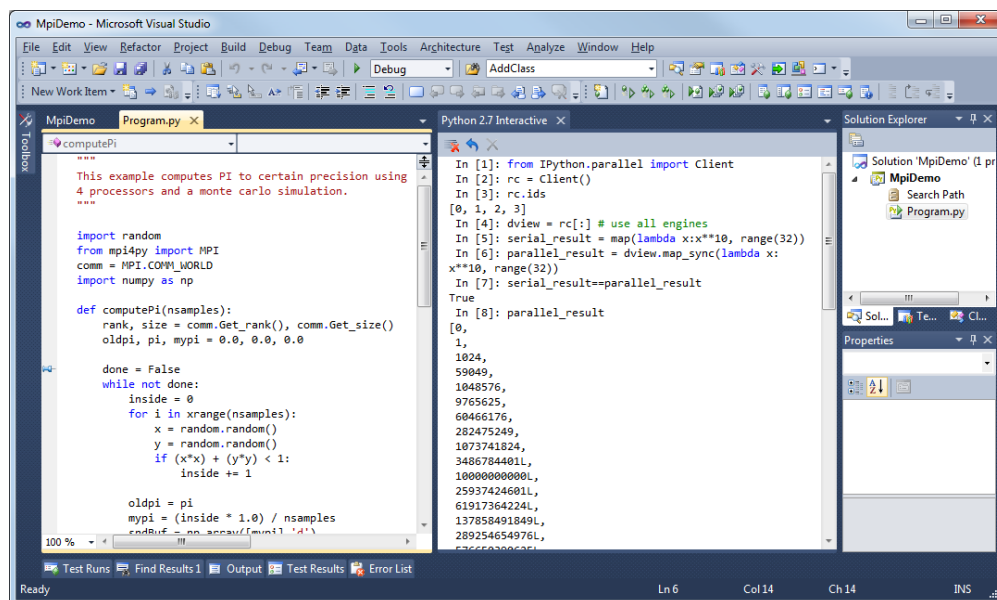 MpiDemo - Microsoft Visual Studio
File Edit View Refactor Project Build Debug Team Data Tools Architecture Test Analyze Window Help
Debug AddClass
New Work Item
Toolbox
MpiDemo Program.py
computePi
"""
This example computes PI to certain precision using
4 processors and a monte carlo simulation.
"""
import random
from mpi4py import MPI
comm = MPI.COMM_WORLD
import numpy as np
def computePi(nsamples):
rank, size = comm.Get_rank(), comm.Get_size()
oldpi, pi, mypi = 0.0, 0.0, 0.0
done = False
while not done:
inside = 0
for i in xrange(nsamples):
x = random.random()
y = random.random()
if (x*x) + (y*y) < 1:
inside += 1
oldpi = pi
mypi = (inside * 1.0) / nsamples
sndBuf = np.array([mypi],'d')
100 %
Python 2.7 Interactive
In [1]: from IPython.parallel import Client
In [2]: rc = Client()
In [3]: rc.ids
[0, 1, 2, 3]
In [4]: dview = rc[:] # use all engines
In [5]: serial_result = map(lambda x:x**10, range(32))
In [6]: parallel_result = dview.map_sync(lambda x:
x**10, range(32))
In [7]: serial_result==parallel_result
True
In [8]: parallel_result
[0,
1,
1024,
59049,
1048576,
9765625,
60466176,
282475249,
1073741824,
3486784401L,
10000000000L,
25937424601L,
61917364224L,
137858491849L,
289254654976L,
576650390625L,
Solution Explorer
Solution 'MpiDemo' (1 pr
MpiDemo
Search Path
Program.py
Sol... Te... Cl...
Properties
Test Runs Find Results 1 Output Test Results Error List
Ready Ln 6 Col 14 Ch 14 INS